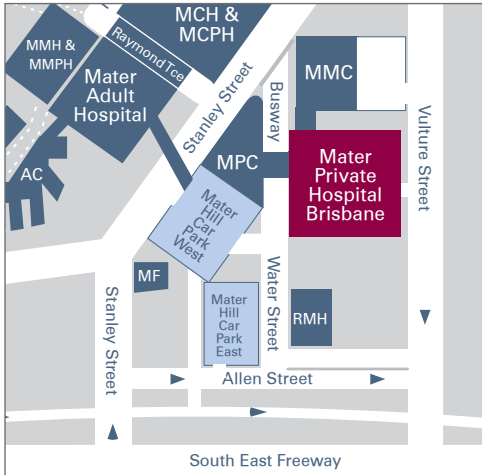 MCH &
MCPH
MMH &
MMPH
Raymond Tce
Mater
Adult
Hospital
Stanley Street
Busway
MMC
Vulture Street
AC
MPC
Mater
Private
Hospital
Brisbane
Mater
Hill
Car
Park
West
Water Street
MF
Stanley Street
Mater
Hill
Car
Park
East
RMH
Allen Street
South East Freeway